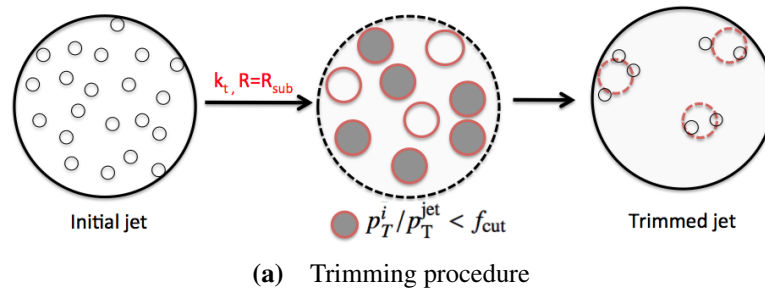 k_t , R=R_sub
Initial jet
p_T^i/p_T^jet < f_cut
Trimmed jet
(a) Trimming procedure